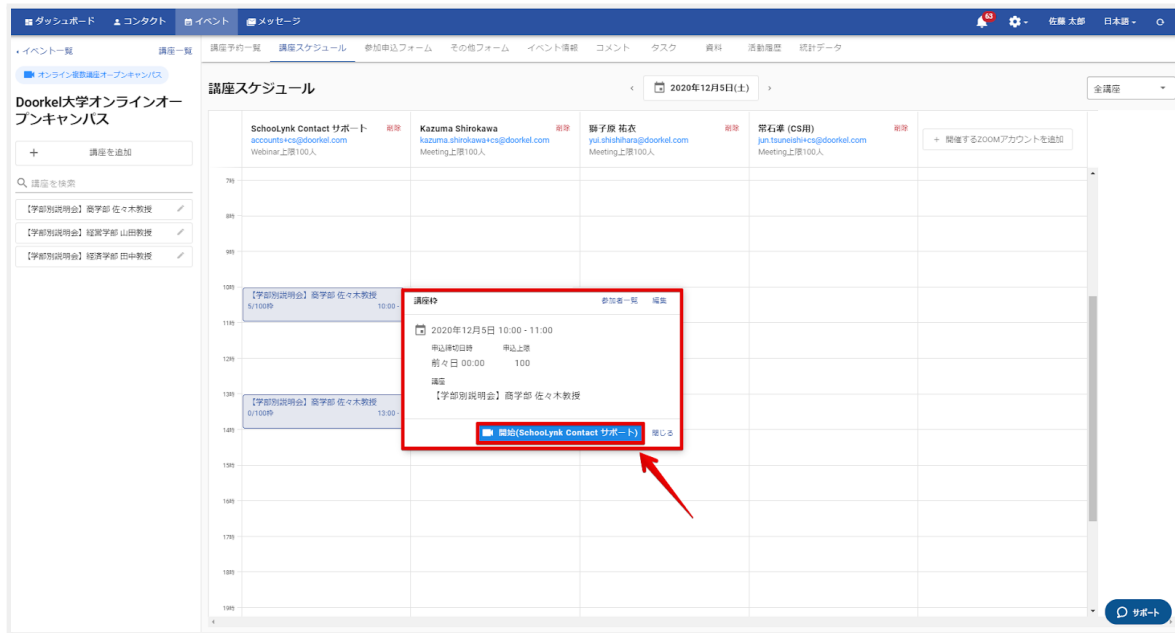 ダッシュボード コンタクト イベント メッセージ 63 佐藤 太郎 日本語
イベント一覧 講座一覧
講座予約一覧 講座スケジュール 参加申込フォーム その他フォーム イベント情報 コメント タスク 資料 活動履歴 統計データ
オンライン複数講座オープンキャンパス
Doorkel大学オンラインオー
プンキャンパス
+ 講座を追加
講座を検索
【学部別説明会】商学部 佐々木教授
【学部別説明会】経営学部 山田教授
【学部別説明会】経済学部 田中教授
講座スケジュール
‹ 2020年12月5日(土) ›
全講座
SchooLynk Contact サポート 削除
accounts+cs@doorkel.com
Webinar上限100人
Kazuma Shirokawa 削除
kazuma.shirokawa+cs@doorkel.com
Meeting上限100人
獅子原 祐衣 削除
yui.shishihara@doorkel.com
Meeting上限100人
常石準 (CS用) 削除
jun.tsuneishi+cs@doorkel.com
Meeting上限100人
+ 開催するZOOMアカウントを追加
7時
8時
9時
10時
【学部別説明会】商学部 佐々木教授
5/100枠 10:00 -
11時
12時
13時
【学部別説明会】商学部 佐々木教授
0/100枠 13:00 -
14時
15時
16時
17時
18時
19時
講座枠 参加者一覧 編集
2020年12月5日 10:00 - 11:00
申込締切日時 申込上限
前々日 00:00 100
講座
【学部別説明会】商学部 佐々木教授
開始(SchooLynk Contact サポート) 閉じる
サポート